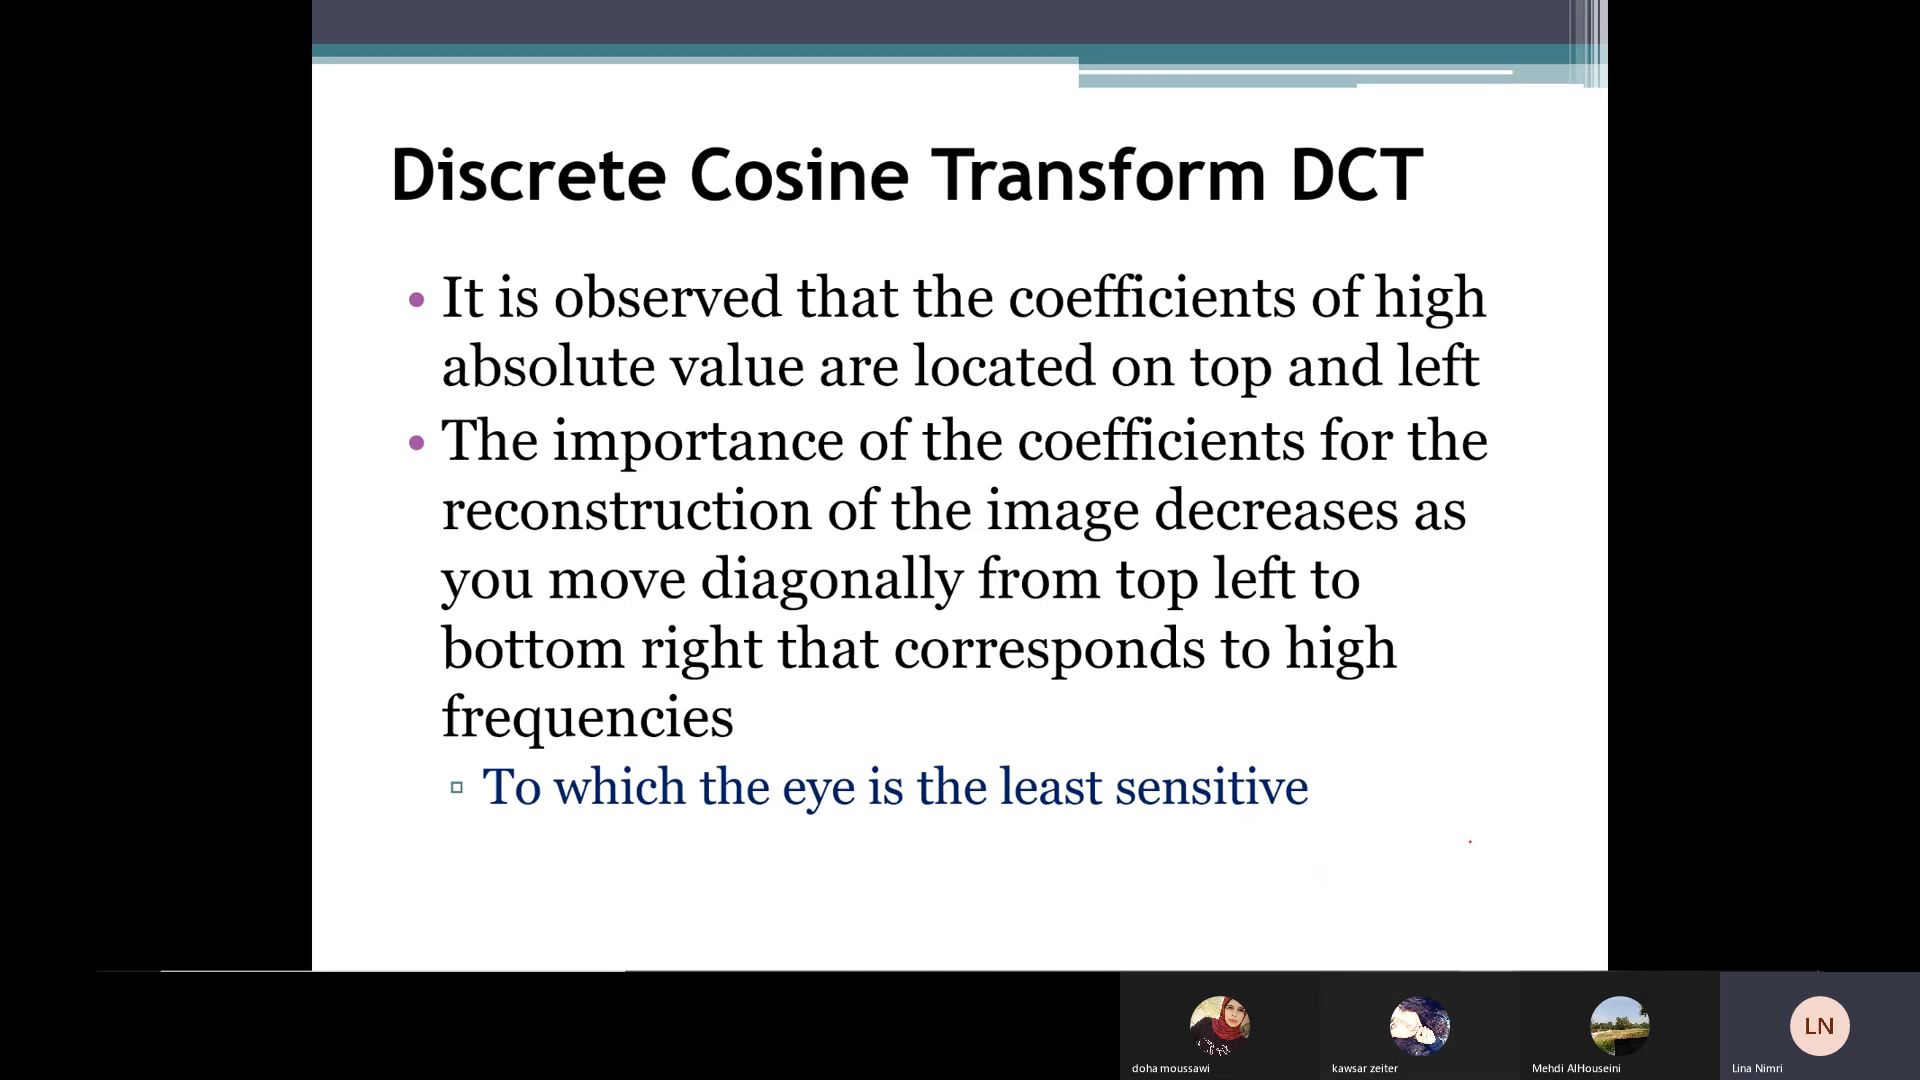 Discrete Cosine Transform DCT
• It is observed that the coefficients of high
absolute value are located on top and left
• The importance of the coefficients for the
reconstruction of the image decreases as
you move diagonally from top left to
bottom right that corresponds to high
frequencies
▫ To which the eye is the least sensitive
LN
doha moussawi
kawsar zeiter
Mehdi AlHouseini
Lina Nimri